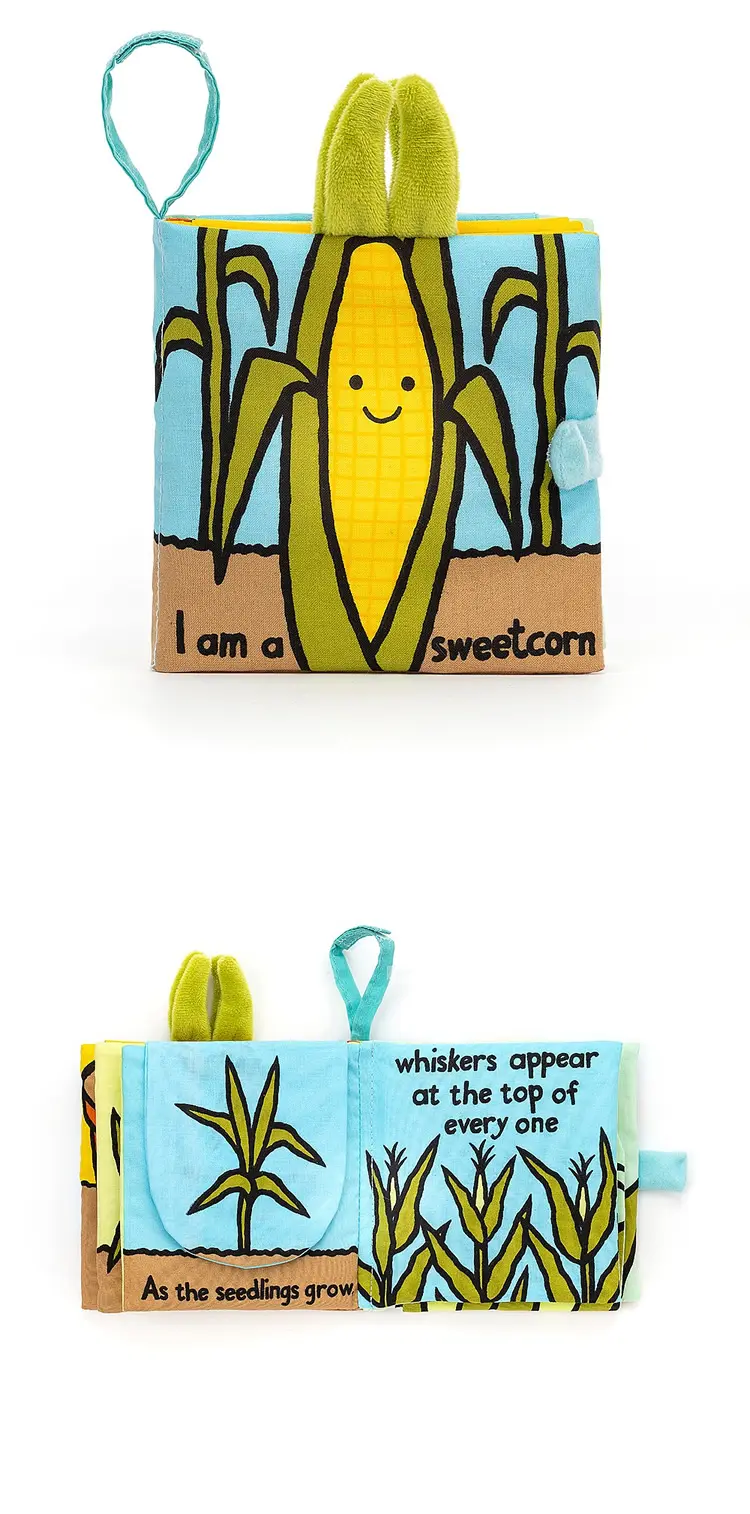 I am a sweetcorn
As the seedlings grow
whiskers appear
at the top of
every one